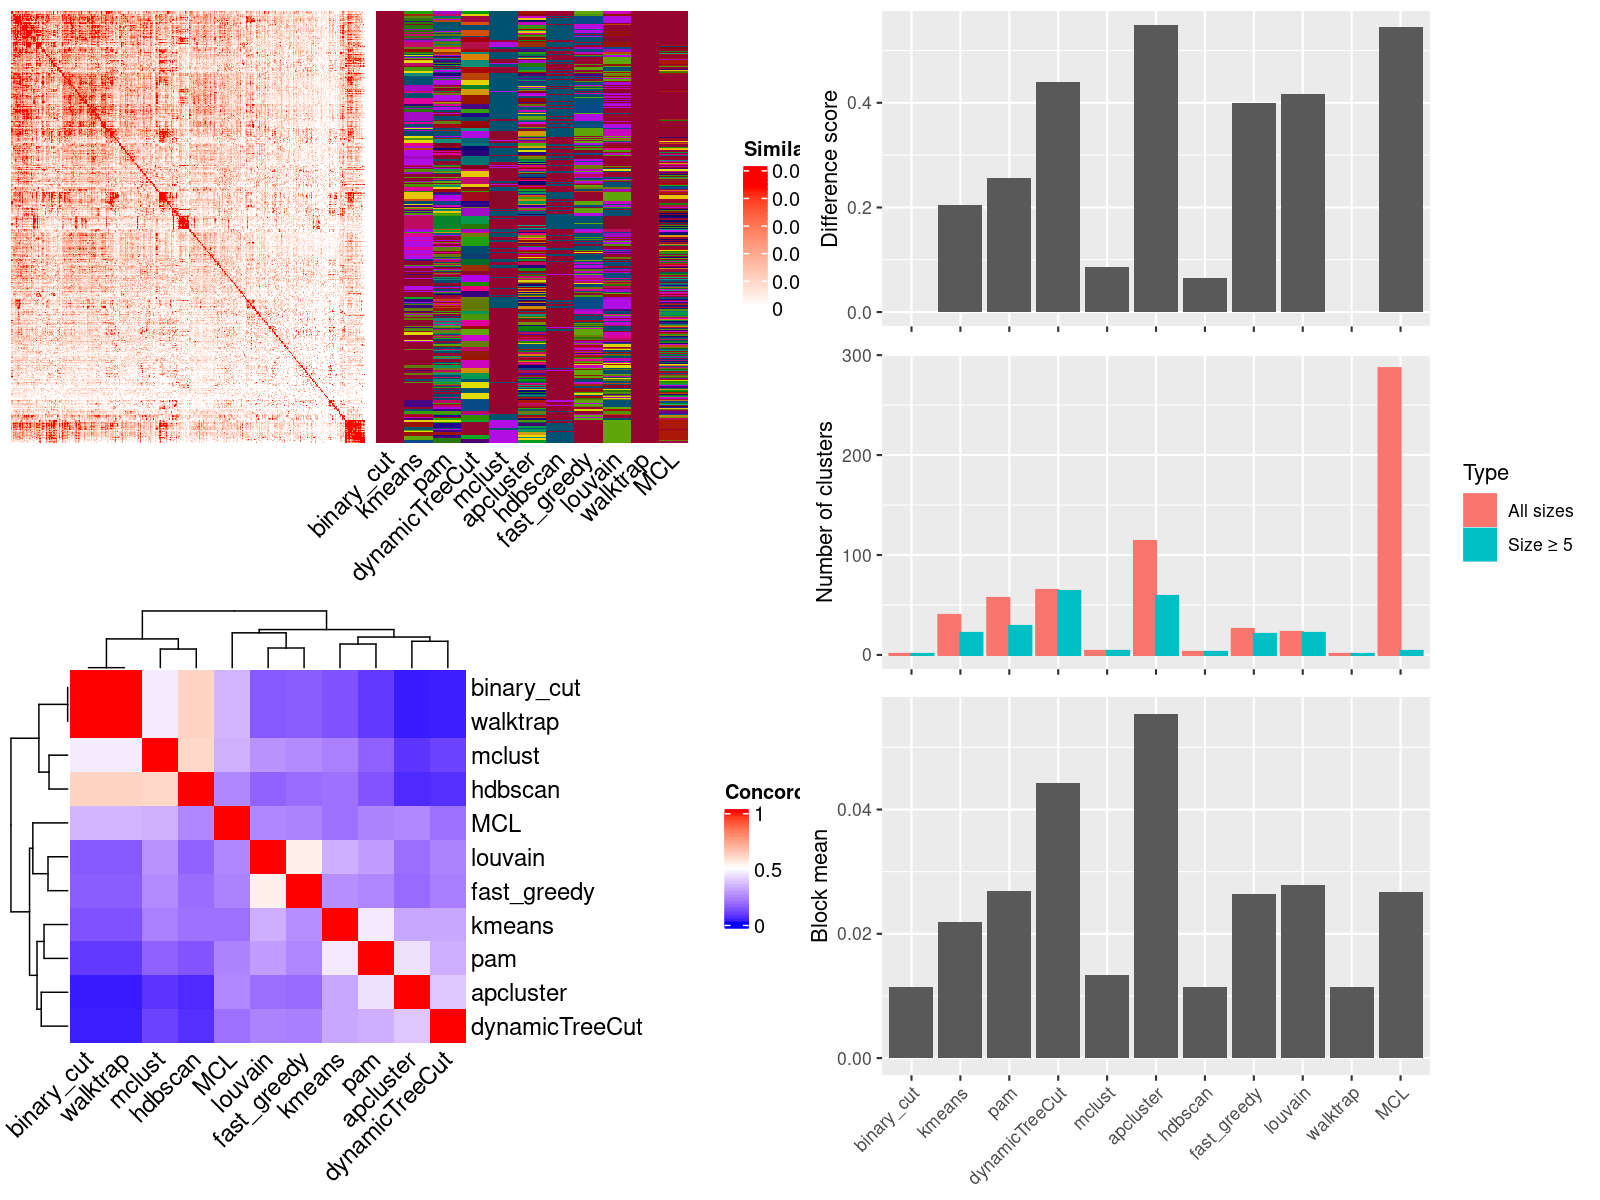 Simila
0.0
0.0
0.0
0.0
0
binary_cut
kmeans
pam
dynamicTreeCut
mclust
apcluster
hdbscan
fast_greedy
louvain
walktrap
MCL
binary_cut
walktrap
mclust
hdbscan
MCL
louvain
fast_greedy
kmeans
pam
apcluster
dynamicTreeCut
binary_cut
walktrap
mclust
hdbscan
MCL
louvain
fast_greedy
kmeans
pam
apcluster
dynamicTreeCut
Concord
1
0.5
0
Difference score
0.4
0.2
0.0
Number of clusters
300
200
100
0
Type
All sizes
Size ≥ 5
Block mean
0.04
0.02
0.00
binary_cut
kmeans
pam
dynamicTreeCut
mclust
apcluster
hdbscan
fast_greedy
louvain
walktrap
MCL